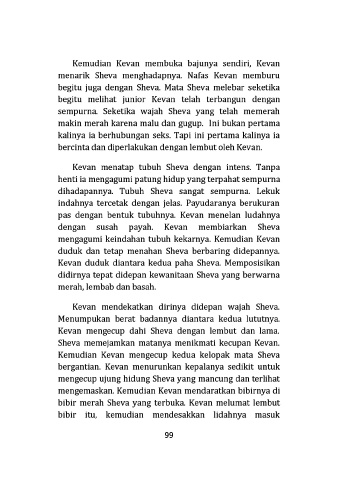 Kemudian Kevan membuka bajunya sendiri, Kevan
menarik Sheva menghadapnya. Nafas Kevan memburu
begitu juga dengan Sheva. Mata Sheva melebar seketika
begitu melihat junior Kevan telah terbangun dengan
sempurna. Seketika wajah Sheva yang telah memerah
makin merah karena malu dan gugup. Ini bukan pertama
kalinya ia berhubungan seks. Tapi ini pertama kalinya ia
bercinta dan diperlakukan dengan lembut oleh Kevan.
Kevan menatap tubuh Sheva dengan intens. Tanpa
henti ia mengagumi patung hidup yang terpahat sempurna
dihadapannya. Tubuh Sheva sangat sempurna. Lekuk
indahnya tercetak dengan jelas. Payudaranya berukuran
pas dengan bentuk tubuhnya. Kevan menelan ludahnya
dengan susah payah. Kevan membiarkan Sheva
mengagumi keindahan tubuh kekarnya. Kemudian Kevan
duduk dan tetap menahan Sheva berbaring didepannya.
Kevan duduk diantara kedua paha Sheva. Memposisikan
didirnya tepat didepan kewanitaan Sheva yang berwarna
merah, lembab dan basah.
Kevan mendekatkan dirinya didepan wajah Sheva.
Menumpukan berat badannya diantara kedua lututnya.
Kevan mengecup dahi Sheva dengan lembut dan lama.
Sheva memejamkan matanya menikmati kecupan Kevan.
Kemudian Kevan mengecup kedua kelopak mata Sheva
bergantian. Kevan menurunkan kepalanya sedikit untuk
mengecup ujung hidung Sheva yang mancung dan terlihat
mengemaskan. Kemudian Kevan mendaratkan bibirnya di
bibir merah Sheva yang terbuka. Kevan melumat lembut
bibir itu, kemudian mendesakkan lidahnya masuk
99